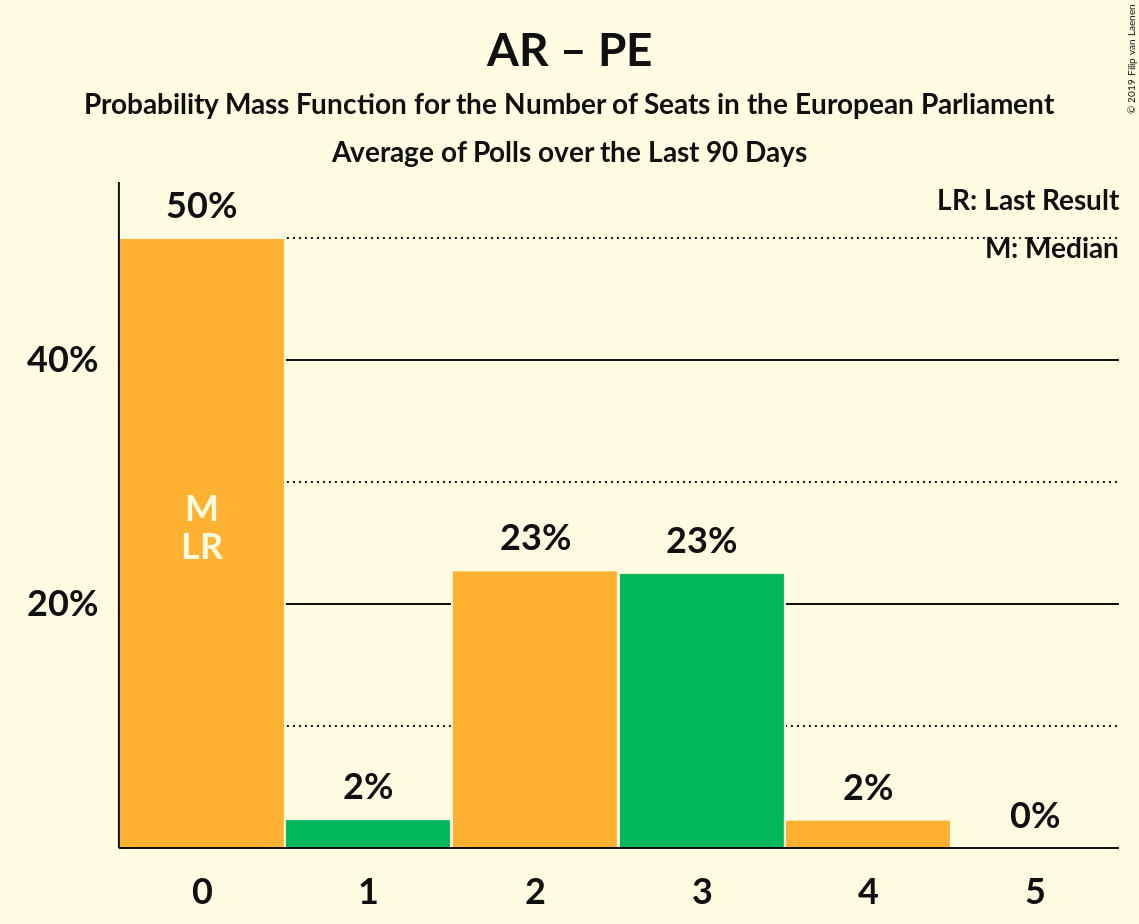 AR – PE
Probability Mass Function for the Number of Seats in the European Parliament
Average of Polls over the Last 90 Days
© 2019 Filip van Laenen
LR: Last Result
M: Median
50%
40%
20%
M
LR
2%
23%
23%
2%
0%
0 1 2 3 4 5